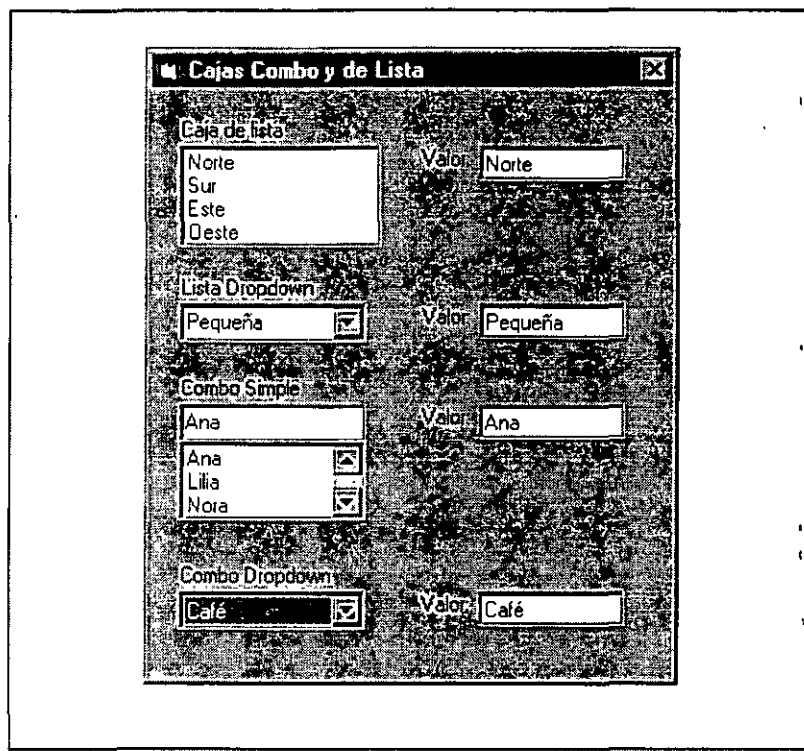 Cajas Combo y de Lista
Caja de lista
Valor Norte
Norte
Sur
Este
Oeste
Lista Dropdown
Pequeña
Valor Pequeña
Combo Simple
Ana
Valor Ana
Ana
Lilia
Nora
Combo Dropdown
Café
Valor Café